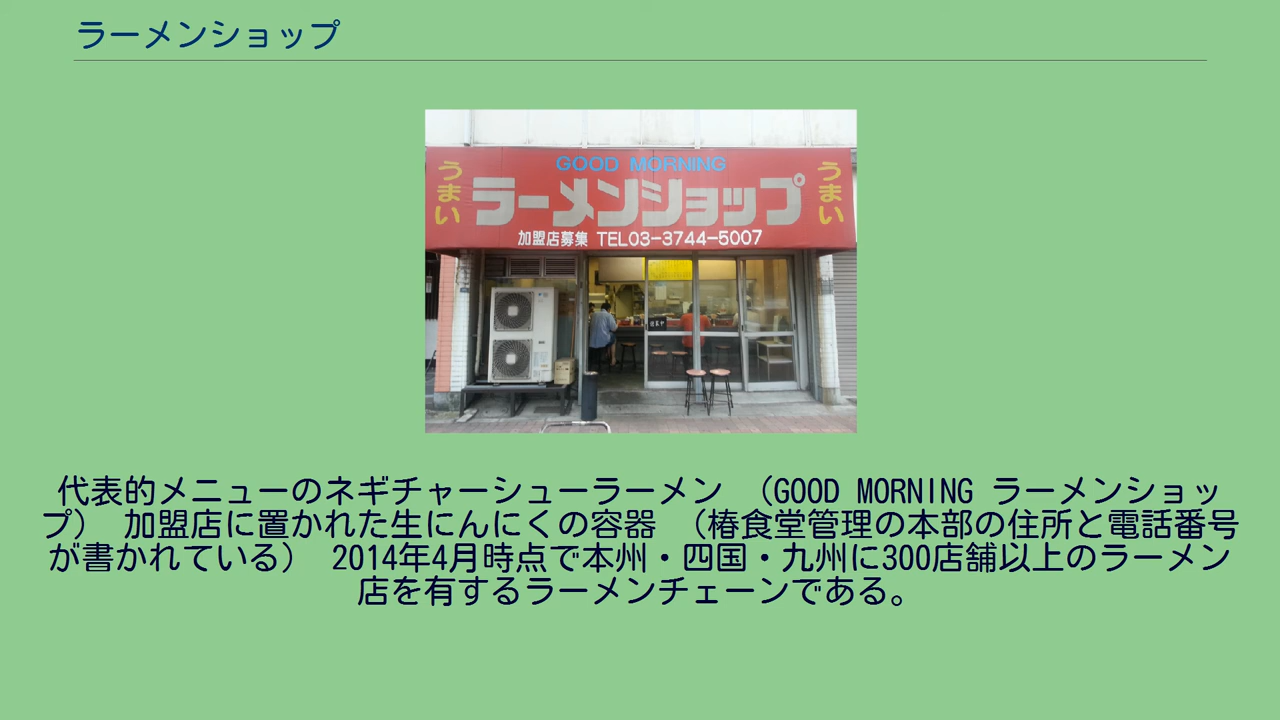 ラーメンショップ
GOOD MORNING
うまい
ラーメンショップ
うまい
加盟店募集 TEL03-3744-5007
代表的メニューのネギチャーシューラーメン （GOOD MORNING ラーメンショッ
プ） 加盟店に置かれた生にんにくの容器 （椿食堂管理の本部の住所と電話番号
が書かれている） 2014年4月時点で本州・四国・九州に300店舗以上のラーメン
店を有するラーメンチェーンである。